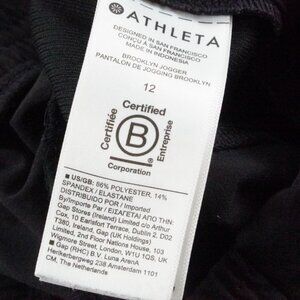 ATHLETA
DESIGNED IN SAN FRANCISCO
CONÇU A SAN FRANCISCO
MADE IN INDONESIA
BROOKLYN JOGGER
PANTALON DE JOGGING BROOKLYN
12
Certified
Certifiée
B
Entreprise
Corporation
■ US/GB: 86% POLYESTER, 14%
SPANDEX / ELASTANE
DISTRIBUIDO POR / Imported
By/Importe Par / ΕΙΣΑΓΕΤΑΙ ΑΠΟ ΤΗΝ
Gap Stores (Ireland) Limited c/o Arthur
Cox, 10 Earlsfort Terrace, Dublin 2, D02
T380, Ireland, Gap (UK Holdings)
Limited, 2nd Floor Nations House, 103
Wigmore Street, London, W1U 1QS, UK
■ Gap (RHC) B.V. Luna ArenA
Herikerbergweg 238 Amsterdam 1101
CM, The Netherlands